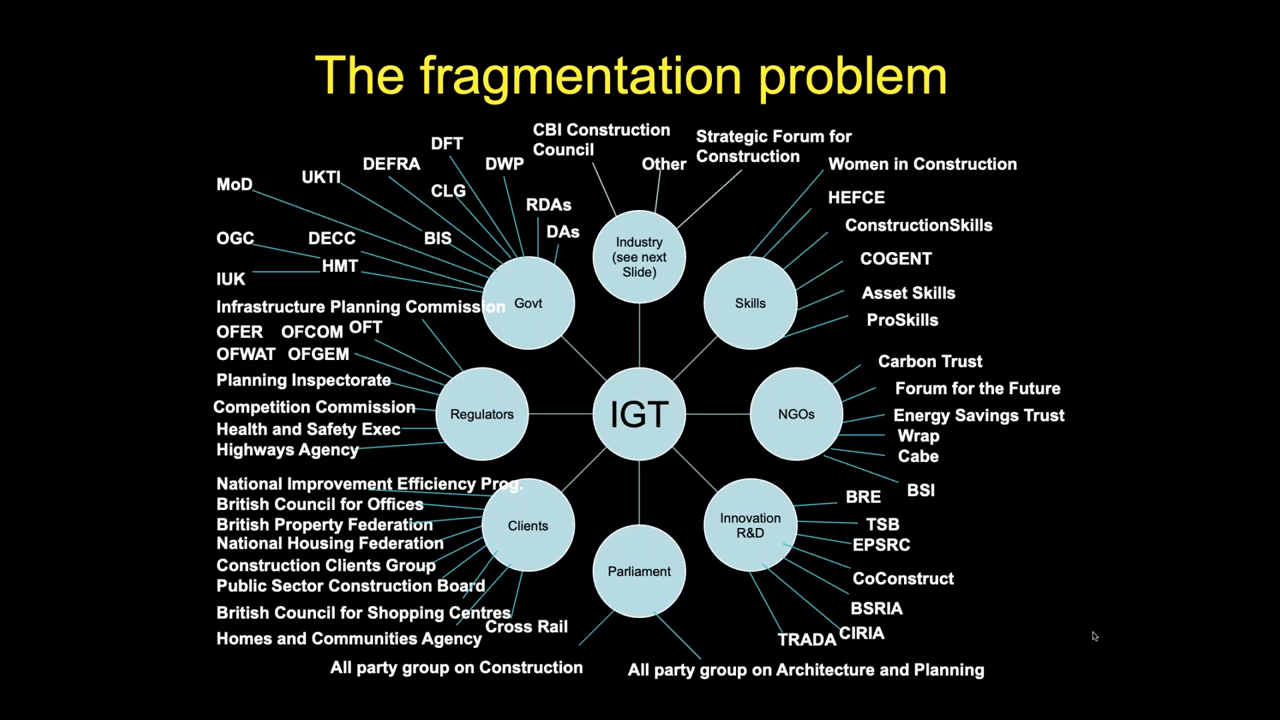 The fragmentation problem
CBI Construction
Council
Other
Strategic Forum for
Construction
DFT
DEFRA
DWP
UKTI
MoD
CLG
RDAs
DAs
OGC
DECC
BIS
HMT
IUK
Industry
(see next
Slide)
Women in Construction
HEFCE
ConstructionSkills
COGENT
Asset Skills
ProSkills
Govt
Skills
Infrastructure Planning Commission
OFER
OFCOM
OFT
OFWAT
OFGEM
Planning Inspectorate
Competition Commission
Health and Safety Exec
Highways Agency
Regulators
IGT
NGOs
Carbon Trust
Forum for the Future
Energy Savings Trust
Wrap
Cabe
BSI
National Improvement Efficiency Prog.
British Council for Offices
British Property Federation
National Housing Federation
Construction Clients Group
Public Sector Construction Board
British Council for Shopping Centres
Homes and Communities Agency
Cross Rail
Clients
Parliament
Innovation
R&D
BRE
TSB
EPSRC
CoConstruct
BSRIA
CIRIA
TRADA
All party group on Construction
All party group on Architecture and Planning